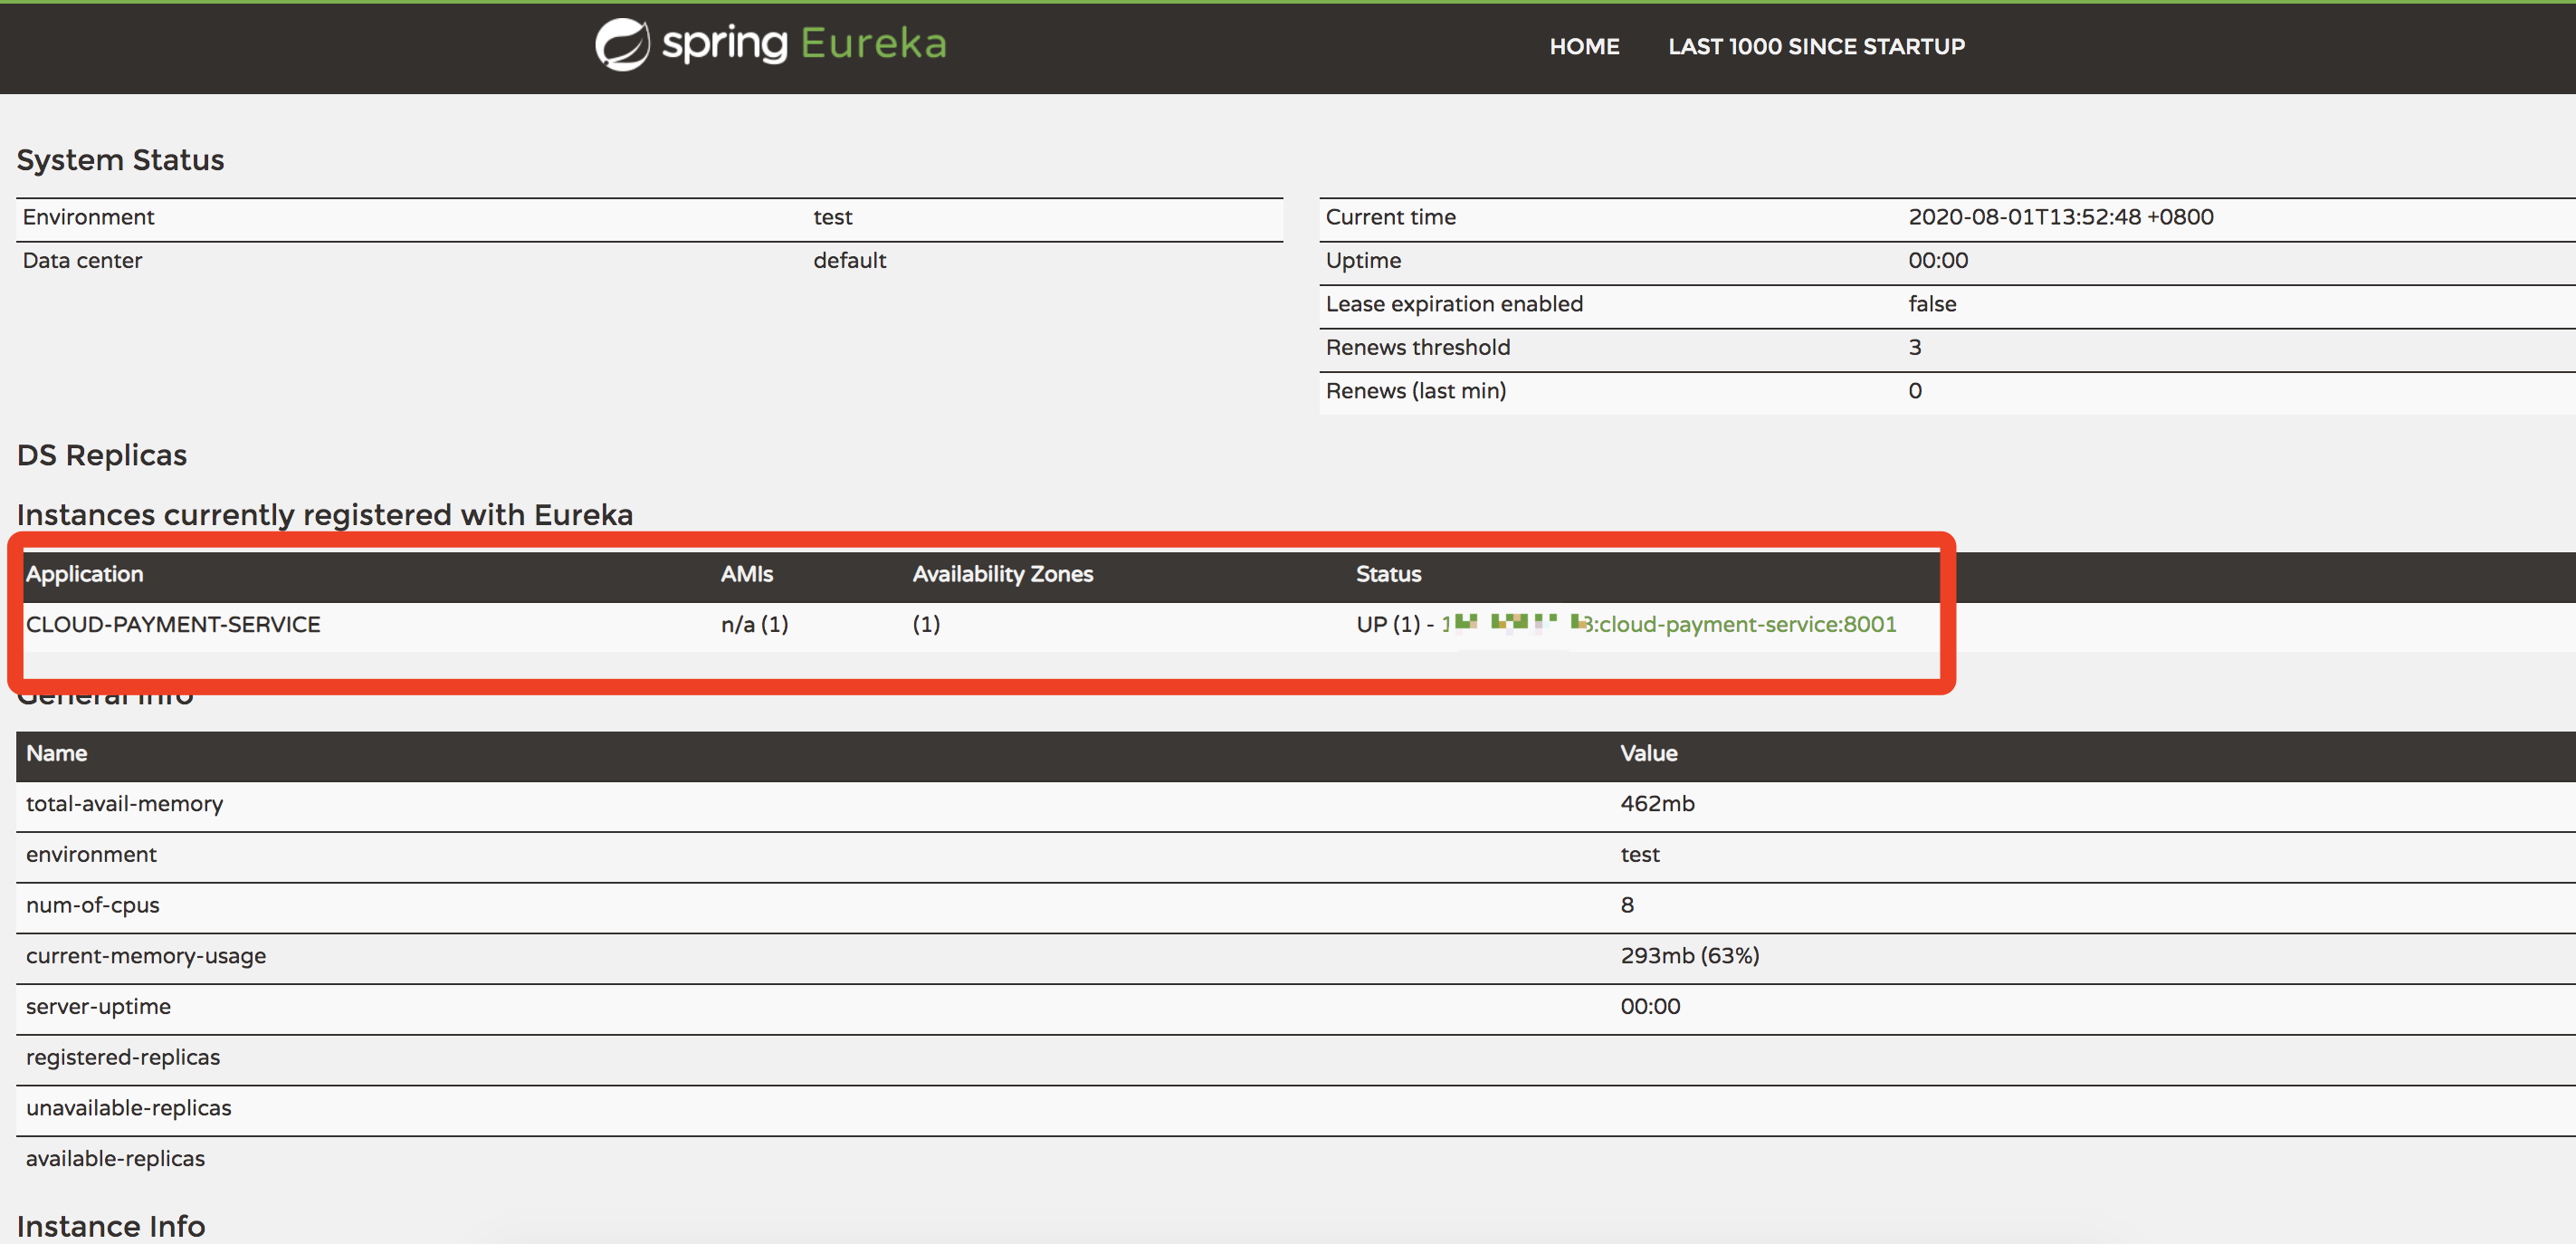 spring Eureka
HOME LAST 1000 SINCE STARTUP
System Status
Environment test
Data center default
Current time 2020-08-01T13:52:48 +0800
Uptime 00:00
Lease expiration enabled false
Renews threshold 3
Renews (last min) 0
DS Replicas
Instances currently registered with Eureka
Application AMIs Availability Zones Status
CLOUD-PAYMENT-SERVICE n/a (1) (1) UP (1) - :cloud-payment-service:8001
General Info
Name Value
total-avail-memory 462mb
environment test
num-of-cpus 8
current-memory-usage 293mb (63%)
server-uptime 00:00
registered-replicas
unavailable-replicas
available-replicas
Instance Info